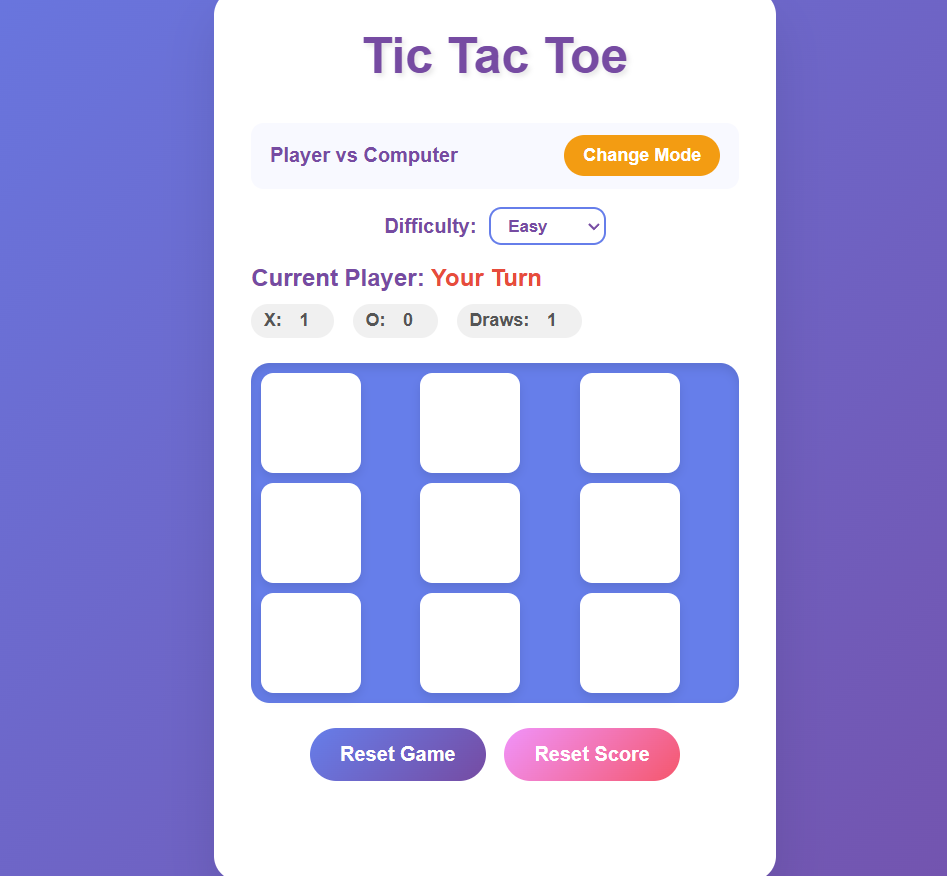 Tic Tac Toe
Player vs Computer Change Mode
Difficulty: Easy
Current Player: Your Turn
X: 1 O: 0 Draws: 1
Reset Game Reset Score